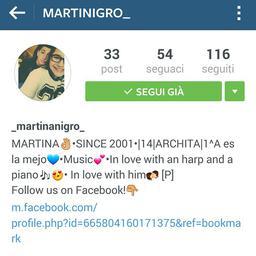 MARTINIGRO_
33 54 116
post seguaci seguiti
SEGUI GIÀ
_martinanigro_
MARTINA👌🏼•SINCE 2001•|14|ARCHITA|1^A es
la mejo💙•Music💕•In love with an harp and a
piano🎶😍• In love with him💏 [P]
Follow us on Facebook!👇🏼
m.facebook.com/
profile.php?id=665804160171375&ref=bookma
rk